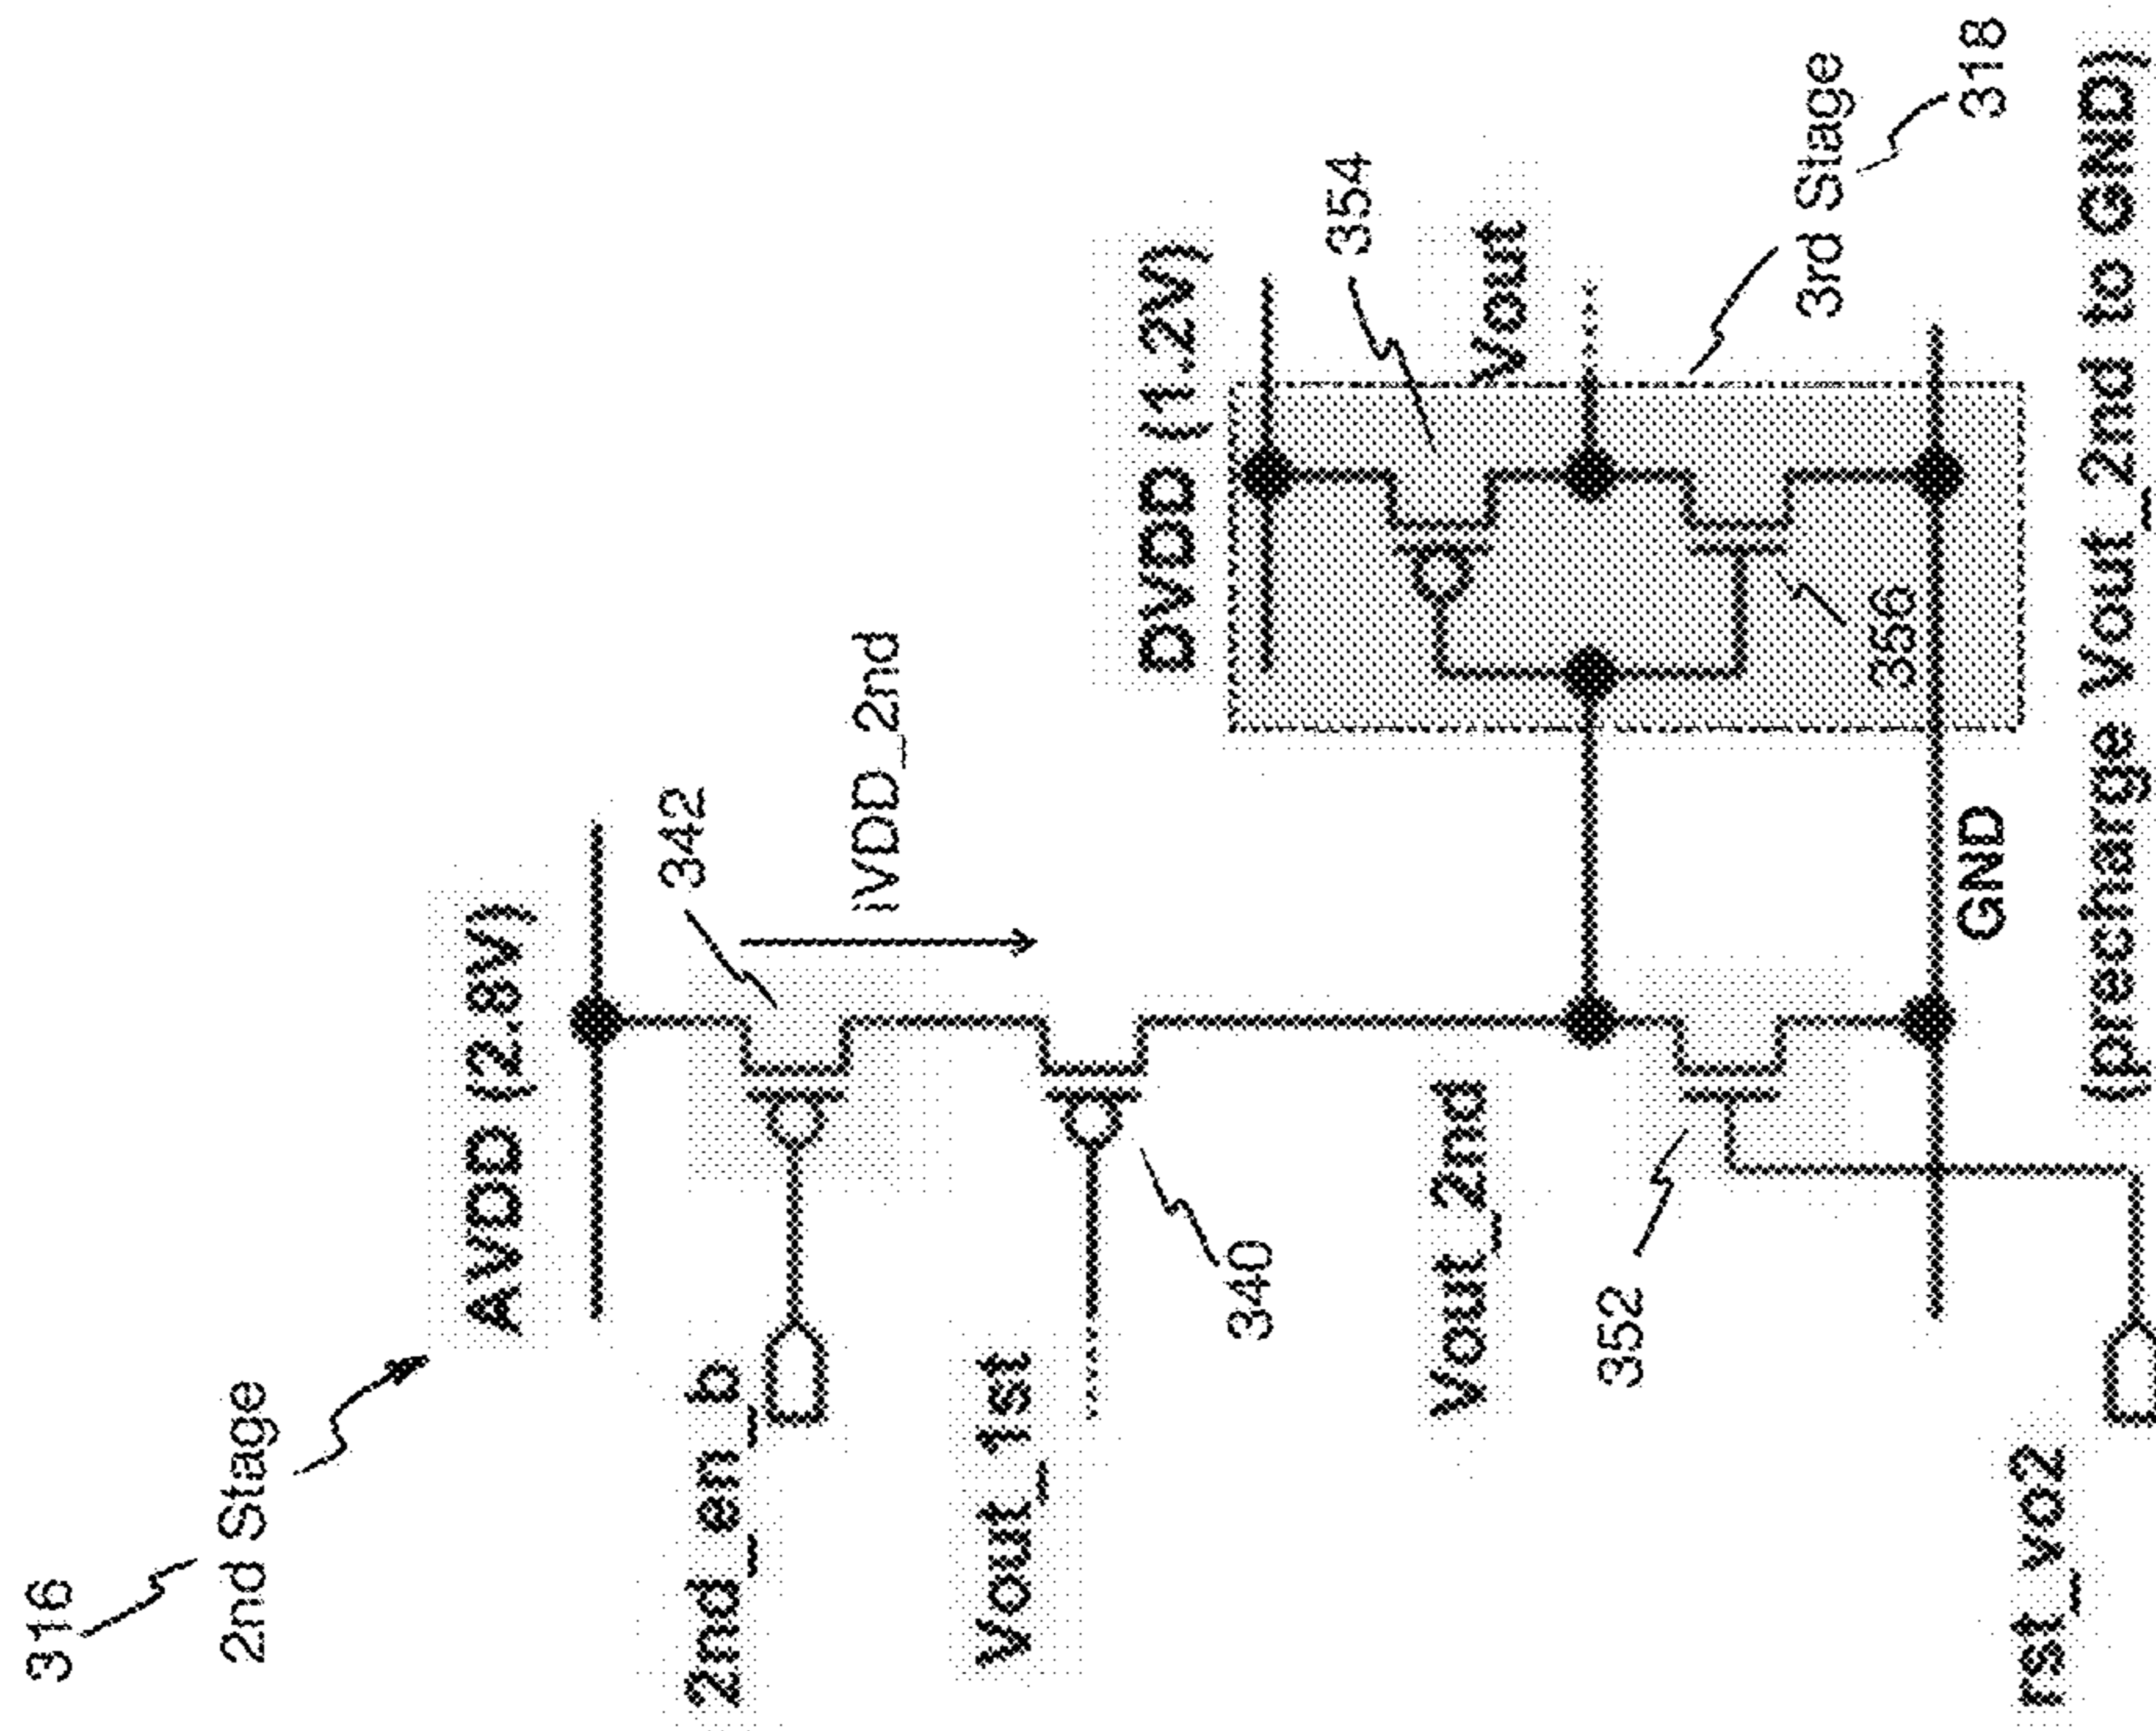 316
2nd Stage
AVDD (2.8V)
342
iVDD_2nd
2nd_en_b
Vout_1st
340
DVDD (1.2V)
354
Vout
Vout_2nd
352
356
3rd Stage
318
GND
rst_vo2
(precharge Vout_2nd to GND)